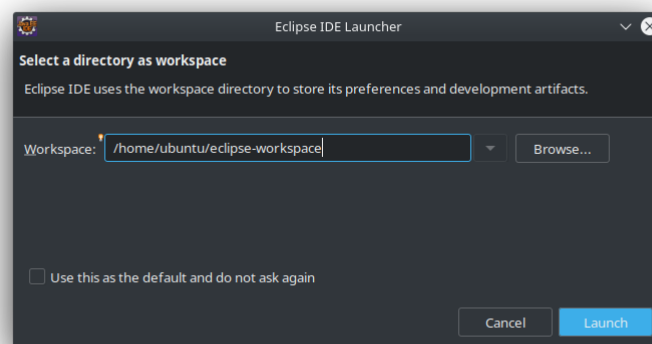 Eclipse IDE Launcher
Select a directory as workspace
Eclipse IDE uses the workspace directory to store its preferences and development artifacts.
Workspace: /home/ubuntu/eclipse-workspace Browse...
Use this as the default and do not ask again
Cancel Launch